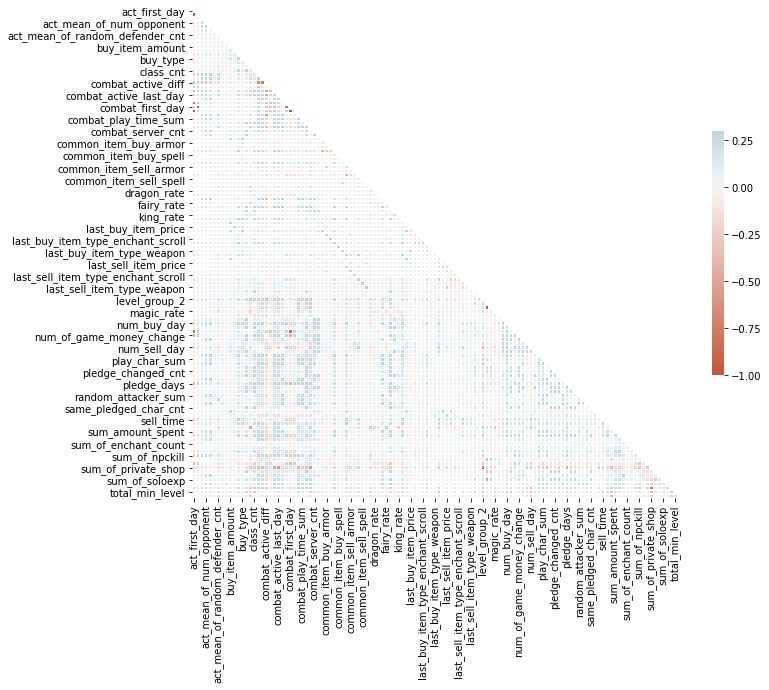 act_first_day
act_mean_of_num_opponent
act_mean_of_random_defender_cnt
buy_item_amount
buy_type
class_cnt
combat_active_diff
combat_active_last_day
combat_first_day
combat_play_time_sum
combat_server_cnt
common_item_buy_armor
common_item_buy_spell
common_item_sell_armor
common_item_sell_spell
dragon_rate
fairy_rate
king_rate
last_buy_item_price
last_buy_item_type_enchant_scroll
last_buy_item_type_weapon
last_sell_item_price
last_sell_item_type_enchant_scroll
last_sell_item_type_weapon
level_group_2
magic_rate
num_buy_day
num_of_game_money_change
num_sell_day
play_char_sum
pledge_changed_cnt
pledge_days
random_attacker_sum
same_pledged_char_cnt
sell_time
sum_amount_spent
sum_of_enchant_count
sum_of_npckill
sum_of_private_shop
sum_of_soloexp
total_min_level
0.25
0.00
−0.25
−0.50
−0.75
−1.00
act_first_day
act_mean_of_num_opponent
act_mean_of_random_defender_cnt
buy_item_amount
buy_type
class_cnt
combat_active_diff
combat_active_last_day
combat_first_day
combat_play_time_sum
combat_server_cnt
common_item_buy_armor
common_item_buy_spell
common_item_sell_armor
common_item_sell_spell
dragon_rate
fairy_rate
king_rate
last_buy_item_price
last_buy_item_type_enchant_scroll
last_buy_item_type_weapon
last_sell_item_price
last_sell_item_type_enchant_scroll
last_sell_item_type_weapon
level_group_2
magic_rate
num_buy_day
num_of_game_money_change
num_sell_day
play_char_sum
pledge_changed_cnt
pledge_days
random_attacker_sum
same_pledged_char_cnt
sell_time
sum_amount_spent
sum_of_enchant_count
sum_of_npckill
sum_of_private_shop
sum_of_soloexp
total_min_level